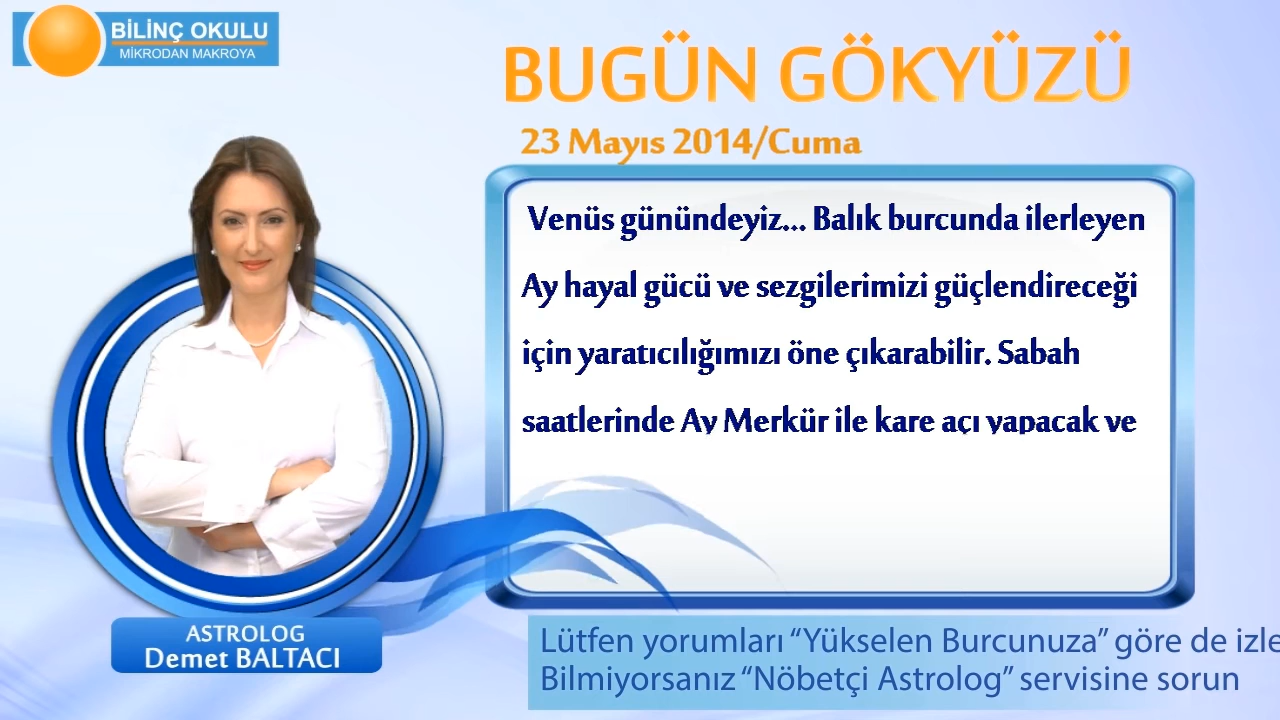 BİLİNÇ OKULU
MİKRODAN MAKROYA
BUGÜN GÖKYÜZÜ
23 Mayıs 2014/Cuma
Venüs günündeyiz... Balık burcunda ilerleyen
Ay hayal gücü ve sezgilerimizi güçlendireceği
için yaratıcılığımızı öne çıkarabilir. Sabah
saatlerinde Ay Merkür ile kare açı yapacak ve
ASTROLOG
Demet BALTACI
Lütfen yorumları “Yükselen Burcunuza” göre de izle
Bilmiyorsanız “Nöbetçi Astrolog” servisine sorun